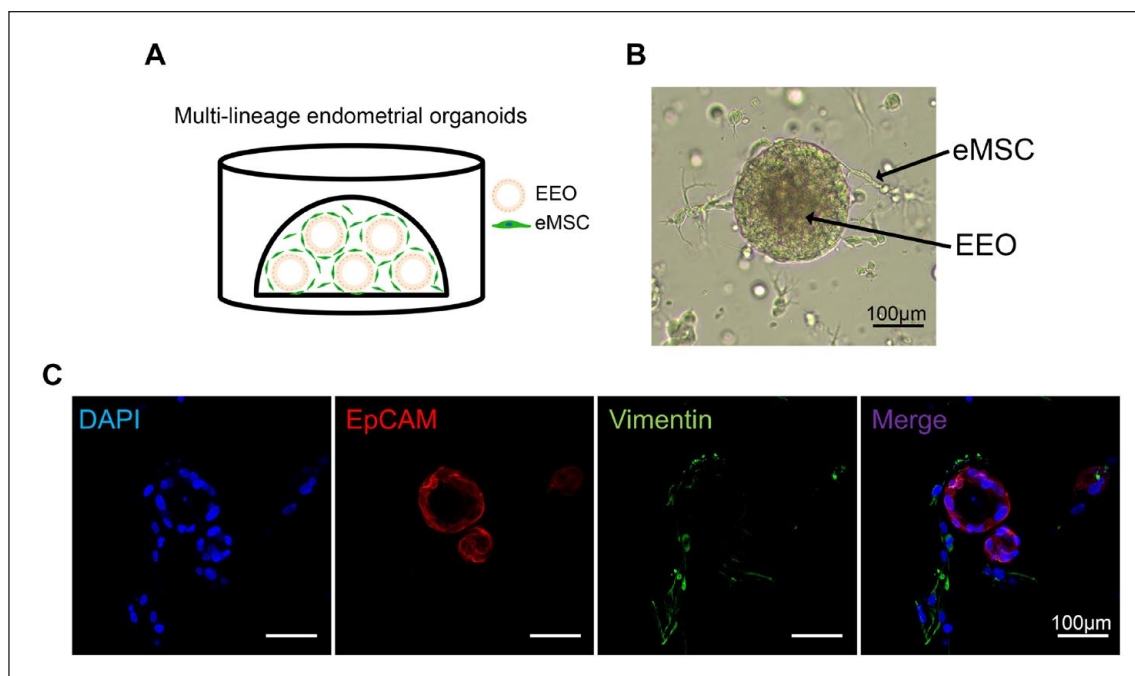 A
Multi-lineage endometrial organoids
EEO
eMSC
B
eMSC
EEO
100μm
C
DAPI
EpCAM
Vimentin
Merge
100μm